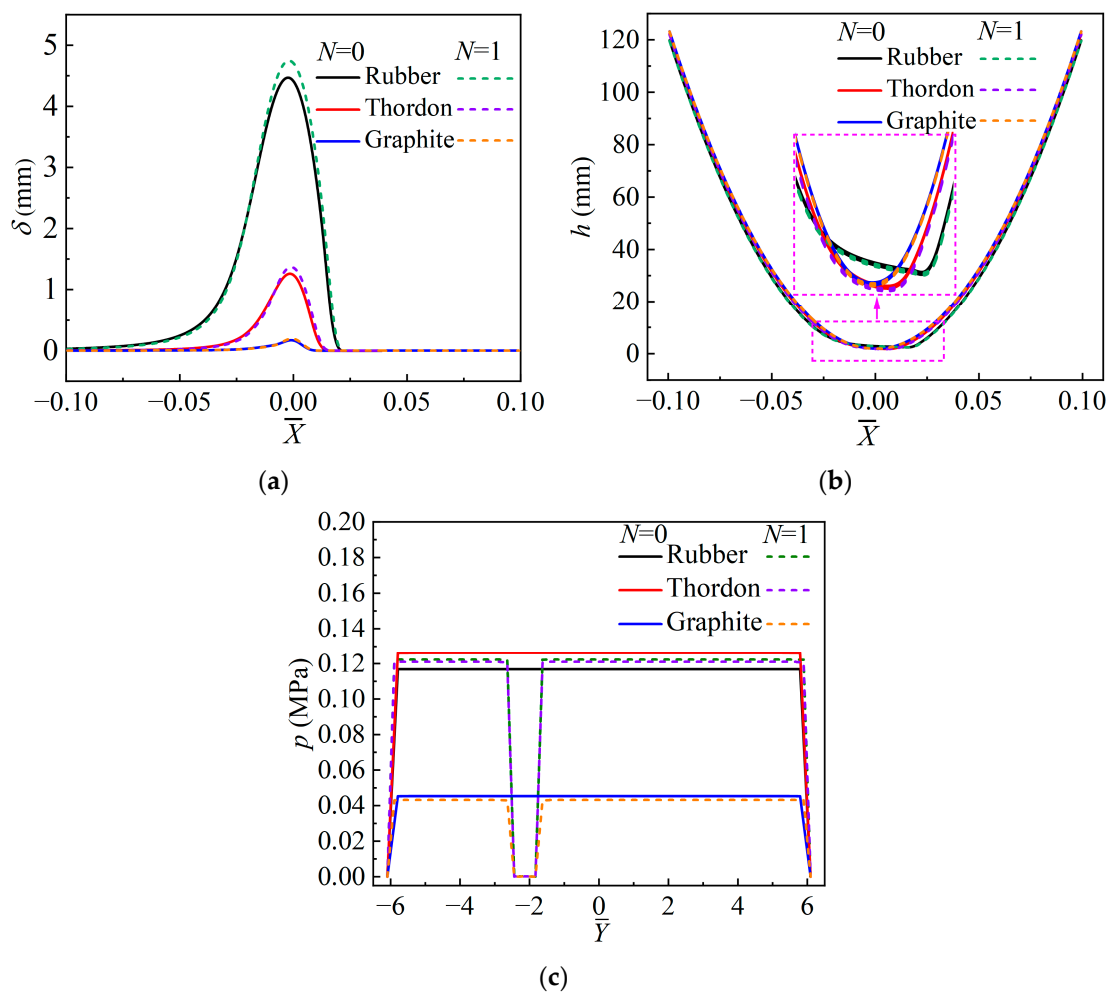 N=0 N=1
Rubber
Thordon
Graphite
5
4
3
2
1
0
δ (mm)
−0.10 −0.05 0.00 0.05 0.10
X̅
(a)
N=0 N=1
Rubber
Thordon
Graphite
120
100
80
60
40
20
0
h (mm)
−0.10 −0.05 0.00 0.05 0.10
X̅
(b)
N=0 N=1
Rubber
Thordon
Graphite
0.20
0.18
0.16
0.14
0.12
0.10
0.08
0.06
0.04
0.02
0.00
p (MPa)
−6 −4 −2 0 2 4 6
Y̅
(c)